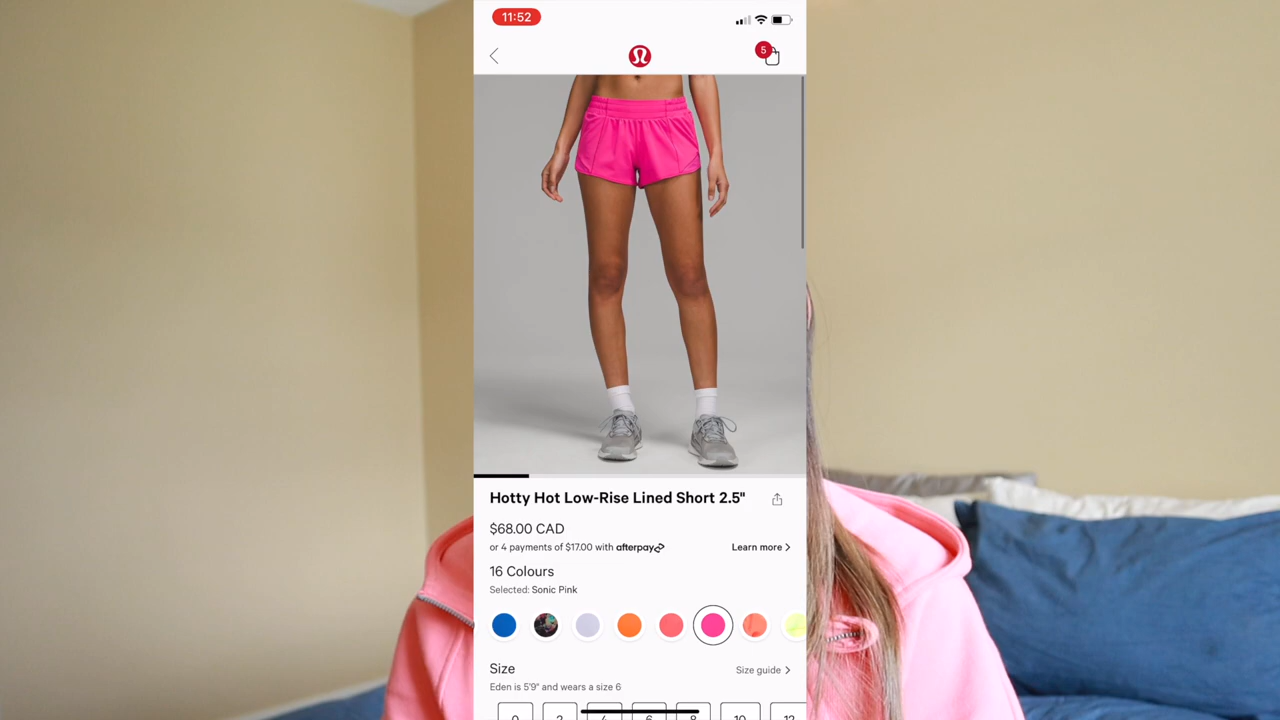 11:52
5
Hotty Hot Low-Rise Lined Short 2.5"
$68.00 CAD
or 4 payments of $17.00 with afterpay
Learn more
16 Colours
Selected: Sonic Pink
Size
Size guide
Eden is 5'9" and wears a size 6
0 2 4 6 8 10 12